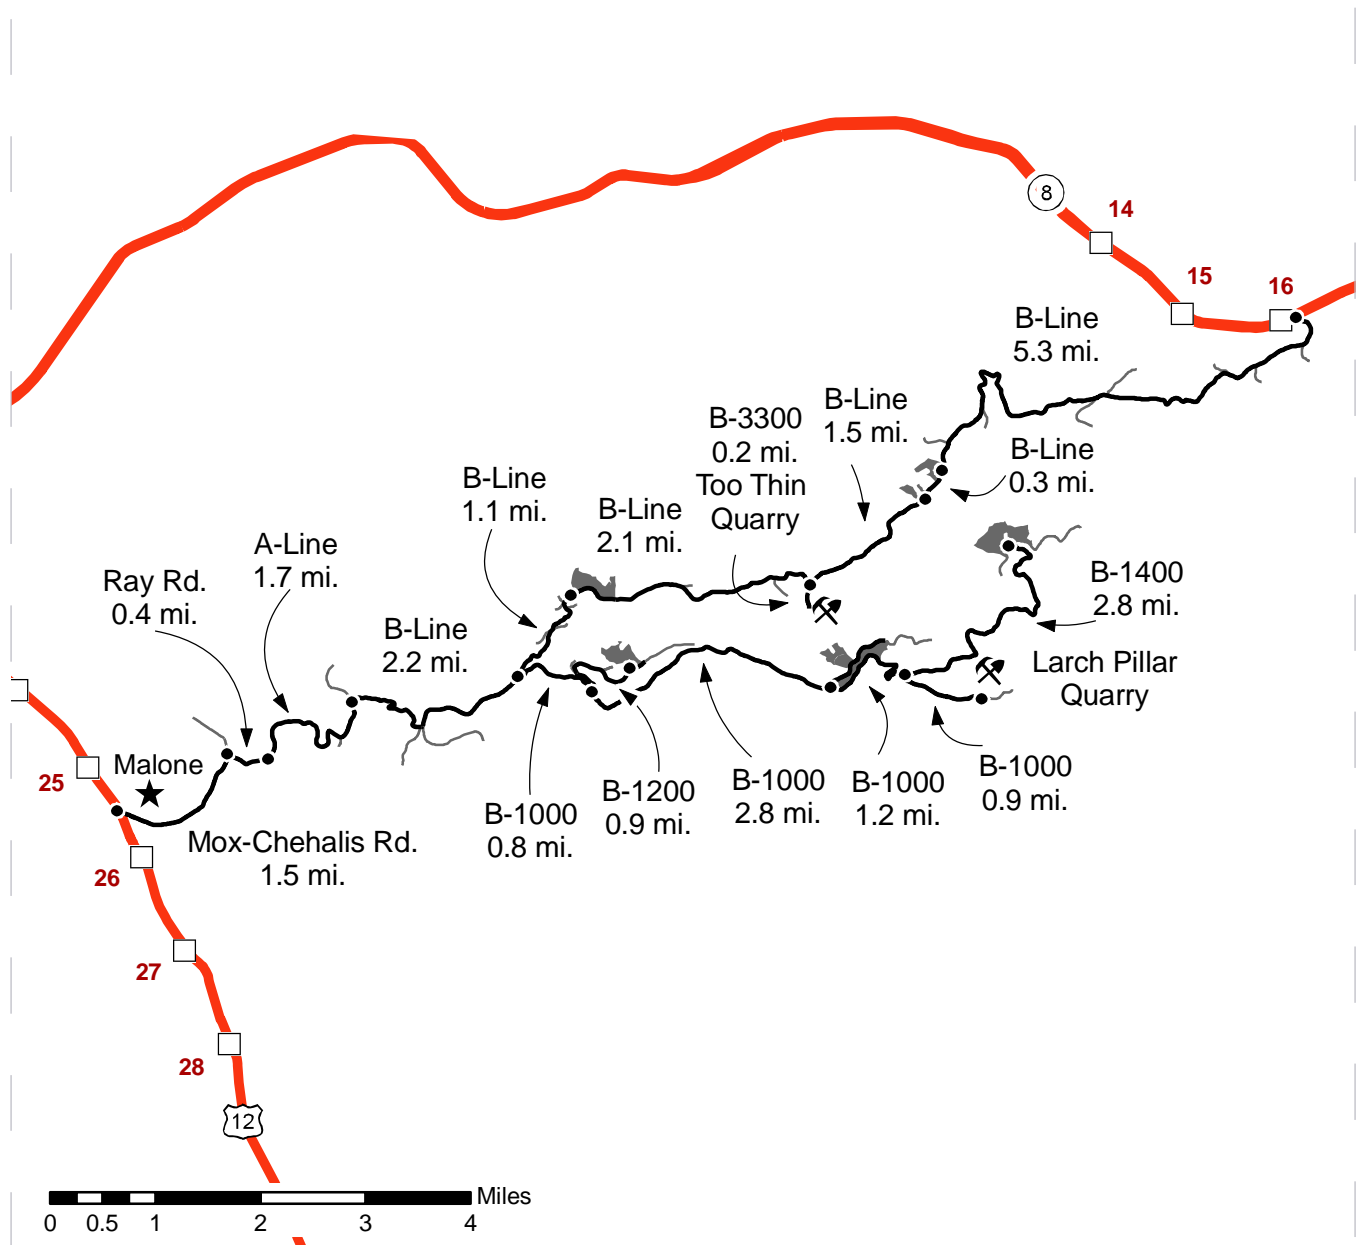 8
14
15
16
B-Line
5.3 mi.
B-3300
0.2 mi.
Too Thin
Quarry
B-Line
1.5 mi.
B-Line
0.3 mi.
B-Line
1.1 mi.
B-Line
2.1 mi.
A-Line
1.7 mi.
Ray Rd.
0.4 mi.
B-Line
2.2 mi.
B-1400
2.8 mi.
Larch Pillar
Quarry
Malone
25
Mox-Chehalis Rd.
1.5 mi.
B-1000
0.8 mi.
B-1200
0.9 mi.
B-1000
2.8 mi.
B-1000
1.2 mi.
B-1000
0.9 mi.
26
27
28
12
Miles
0 0.5 1 2 3 4